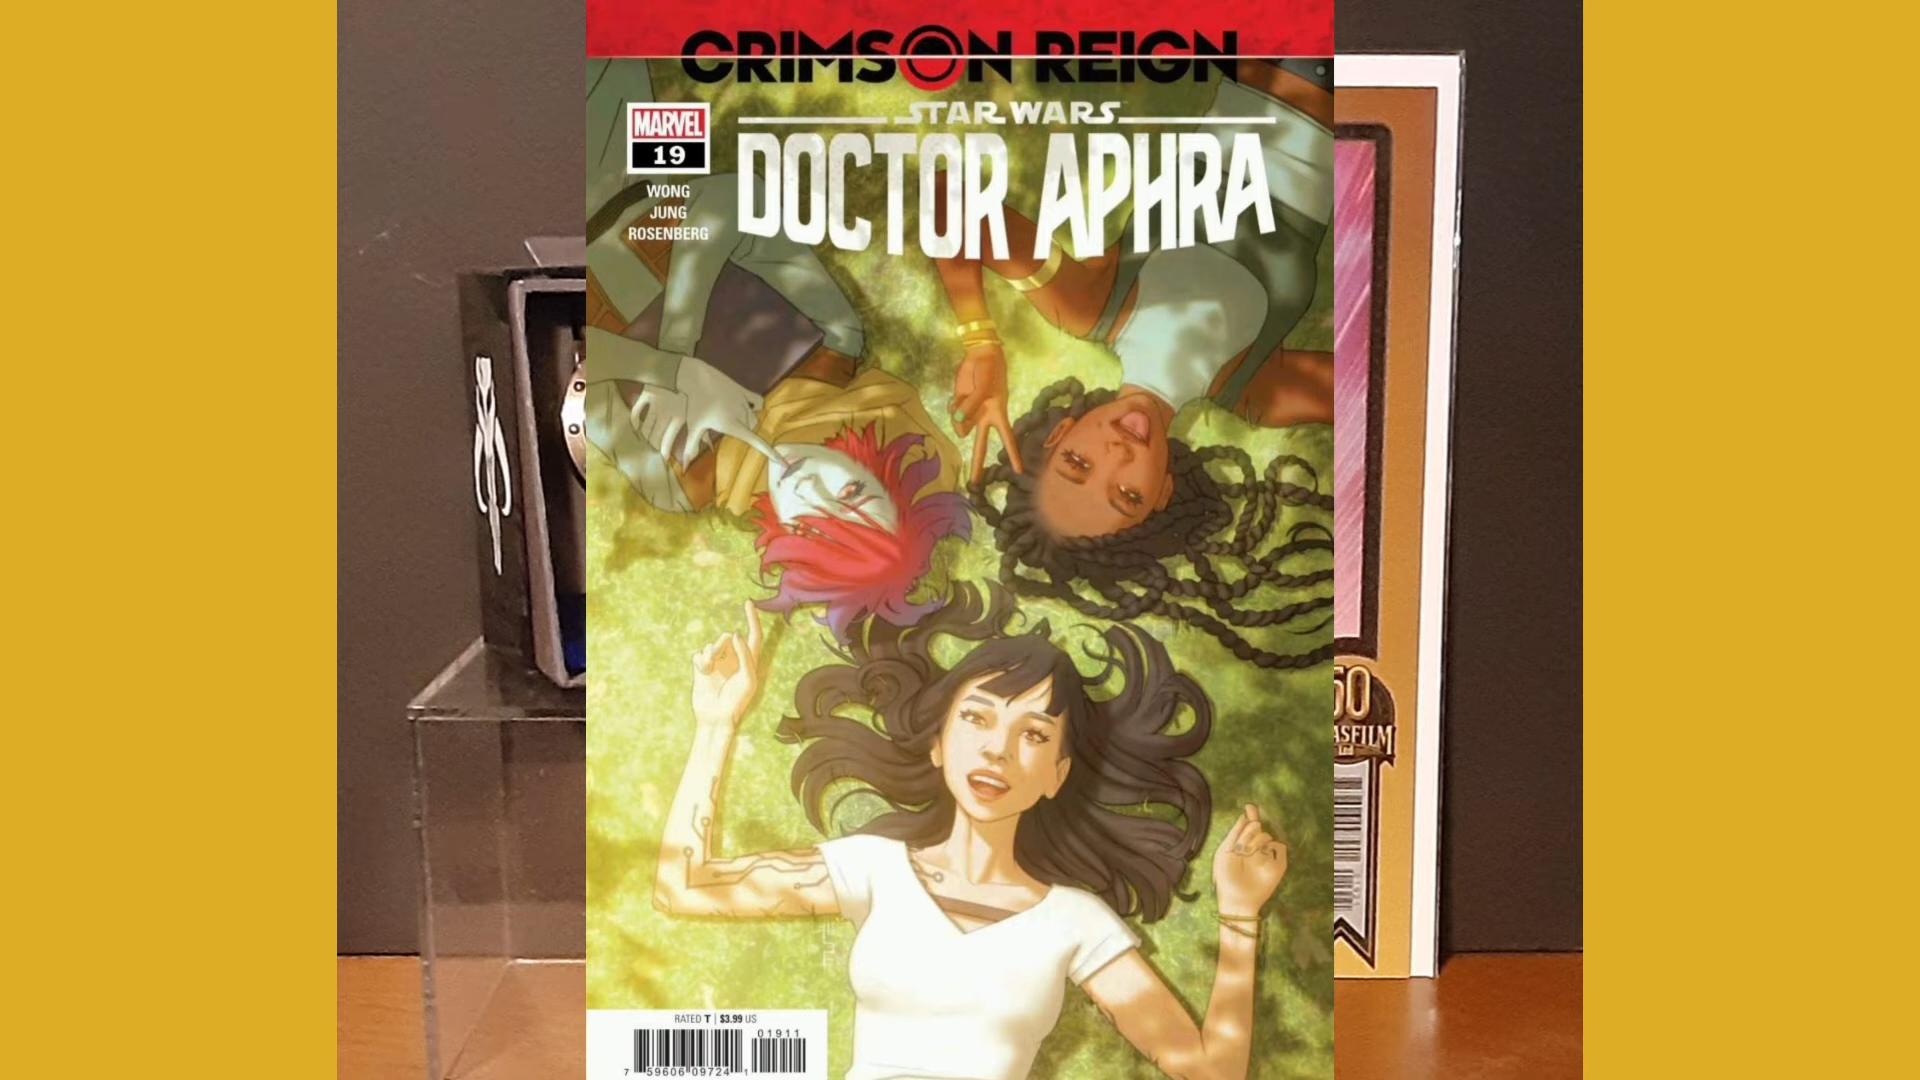 CRIMSON REIGN
STAR WARS
DOCTOR APHRA
MARVEL
19
WONG
JUNG
ROSENBERG
50
ASFILM
RATED T | $3.99 US
01911
7 59606 09724 1